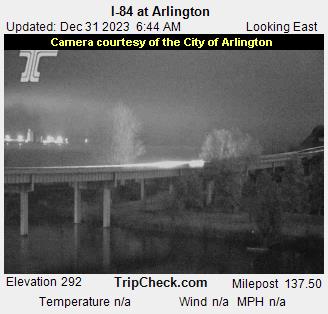 I-84 at Arlington
Updated: Dec 31 2023 6:44 AM Looking East
Camera courtesy of the City of Arlington
Elevation 292 TripCheck.com Milepost 137.50
Temperature n/a Wind n/a MPH n/a